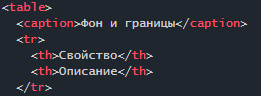 <table>
<caption>Фон и границы</caption>
<tr>
<th>Свойство</th>
<th>Описание</th>
</tr>